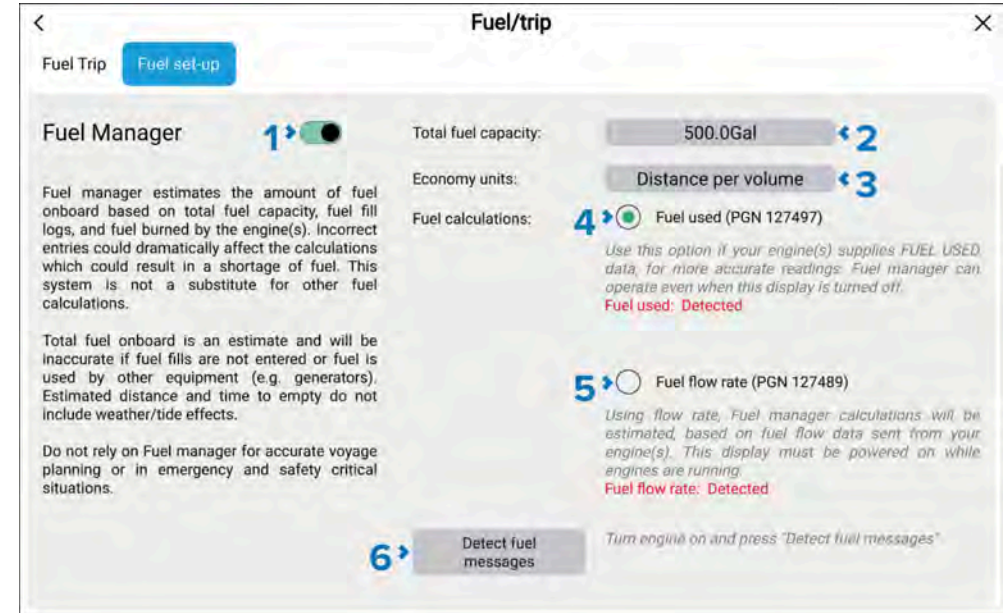 Fuel/trip
Fuel Trip
Fuel set-up
Fuel Manager
1
Fuel manager estimates the amount of fuel
onboard based on total fuel capacity, fuel fill
logs, and fuel burned by the engine(s). Incorrect
entries could dramatically affect the calculations
which could result in a shortage of fuel. This
system is not a substitute for other fuel
calculations.
Total fuel onboard is an estimate and will be
inaccurate if fuel fills are not entered or fuel is
used by other equipment (e.g. generators).
Estimated distance and time to empty do not
include weather/tide effects.
Do not rely on Fuel manager for accurate voyage
planning or in emergency and safety critical
situations.
Total fuel capacity:
500.0Gal
2
Economy units:
Distance per volume
3
Fuel calculations:
4
Fuel used (PGN 127497)
Use this option if your engine(s) supplies FUEL USED
data, for more accurate readings. Fuel manager can
operate even when this display is turned off.
Fuel used: Detected
5
Fuel flow rate (PGN 127489)
Using flow rate, Fuel manager calculations will be
estimated, based on fuel flow data sent from your
engine(s). This display must be powered on while
engines are running.
Fuel flow rate: Detected
6
Detect fuel
messages
Turn engine on and press "Detect fuel messages"